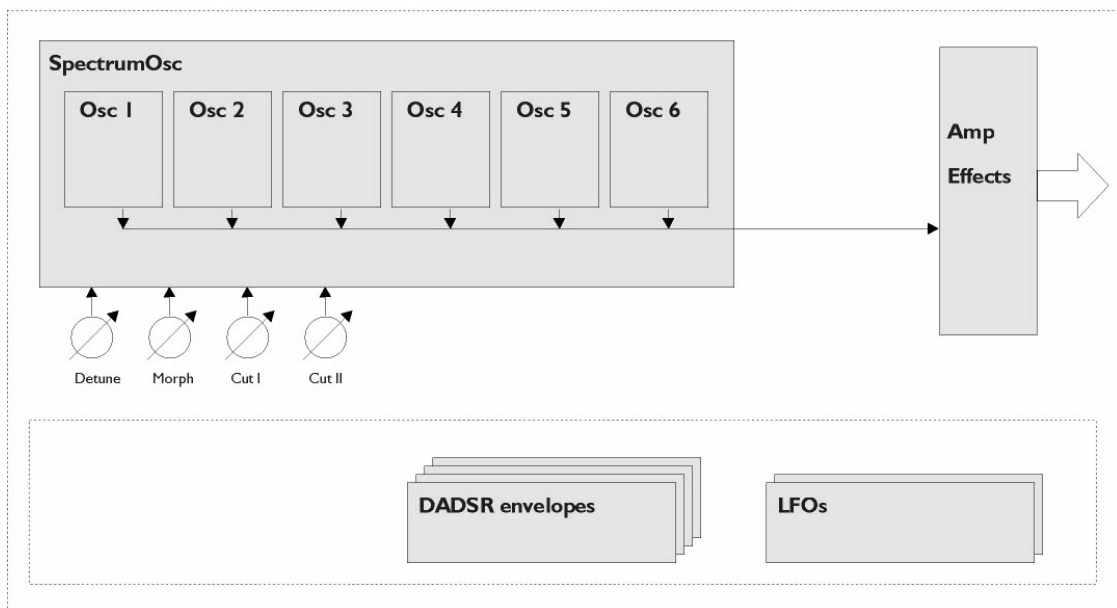 SpectrumOsc
Osc 1 Osc 2 Osc 3 Osc 4 Osc 5 Osc 6
Amp
Effects
Detune Morph Cut I Cut II
DADSR envelopes LFOs